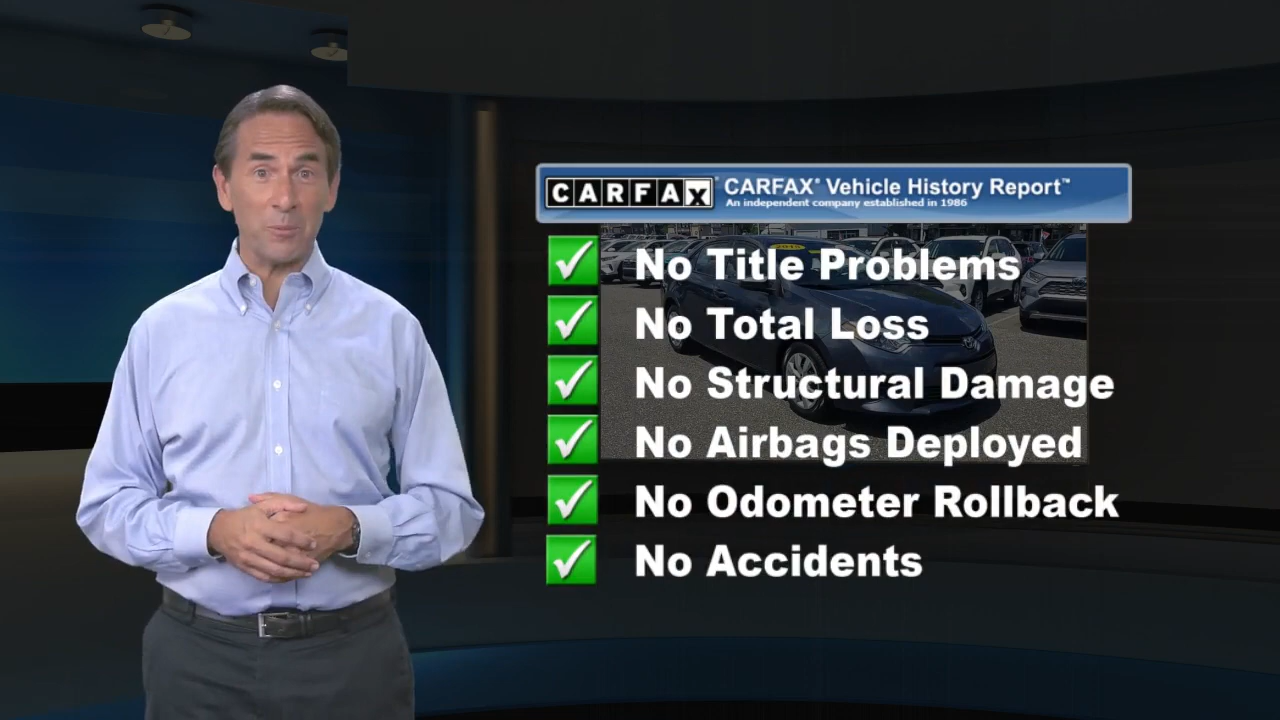 CARFAX
CARFAX® Vehicle History Report™
An independent company established in 1986
No Title Problems
No Total Loss
No Structural Damage
No Airbags Deployed
No Odometer Rollback
No Accidents